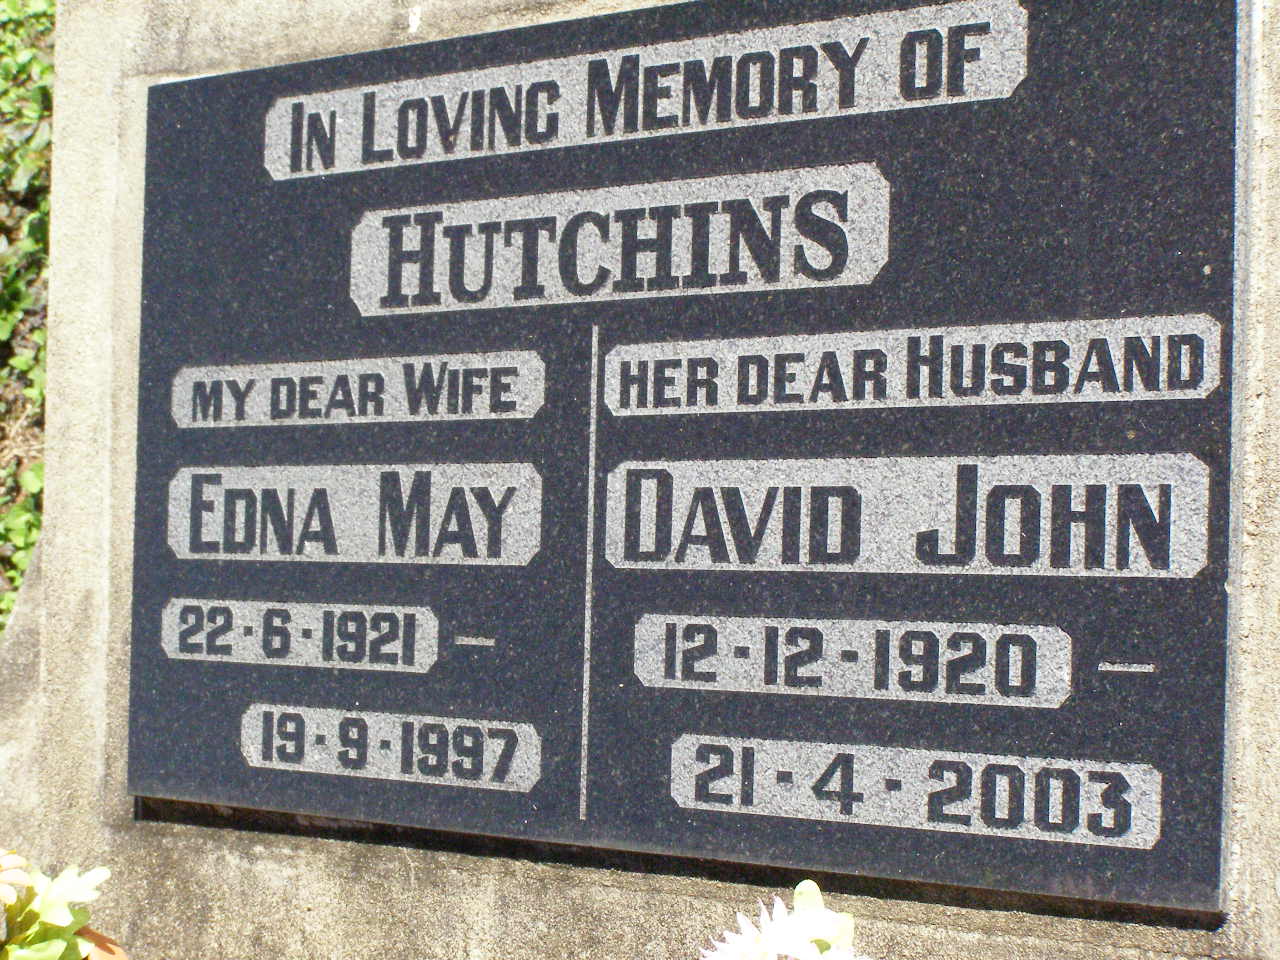 In Loving Memory of
Hutchins
My Dear Wife
Edna May
22-6-1921 –
19-9-1997
Her Dear Husband
David John
12-12-1920 –
21-4-2003